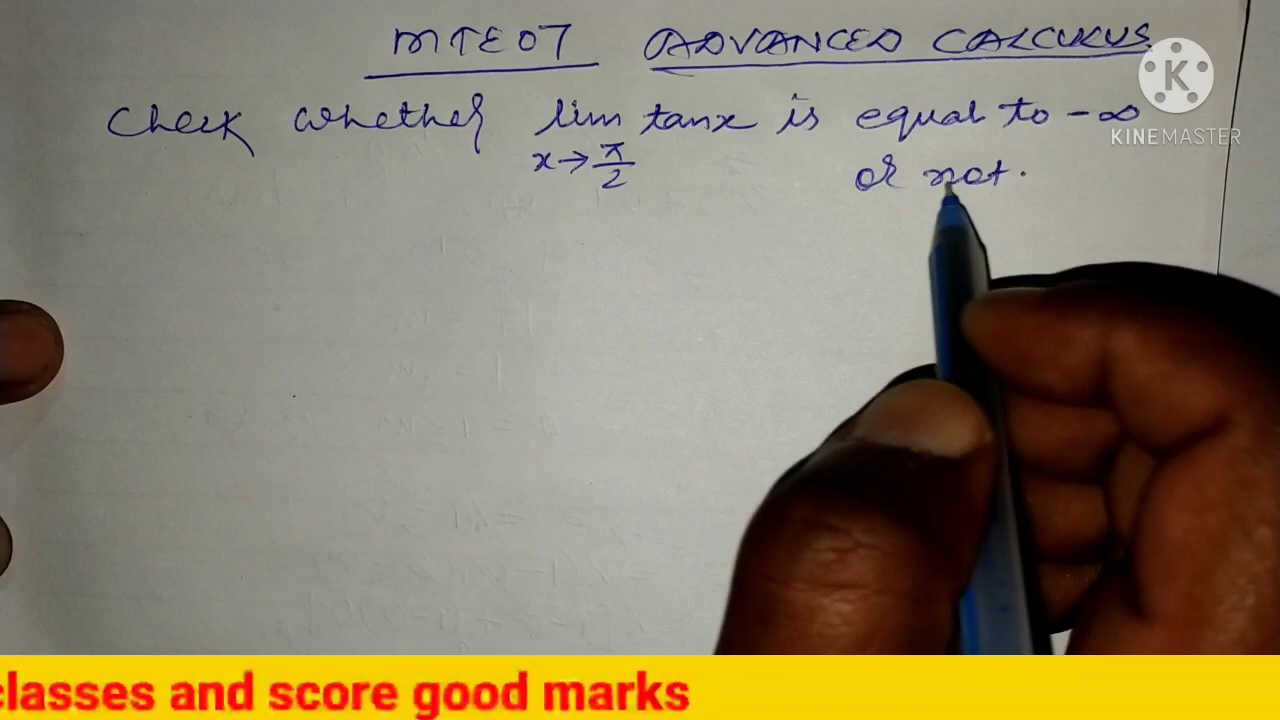 MTE07 ADVANCED CALCULUS
K
KINEMASTER
Check whether lim tanx is equal to -∞
x→π/2 or not.
classes and score good marks